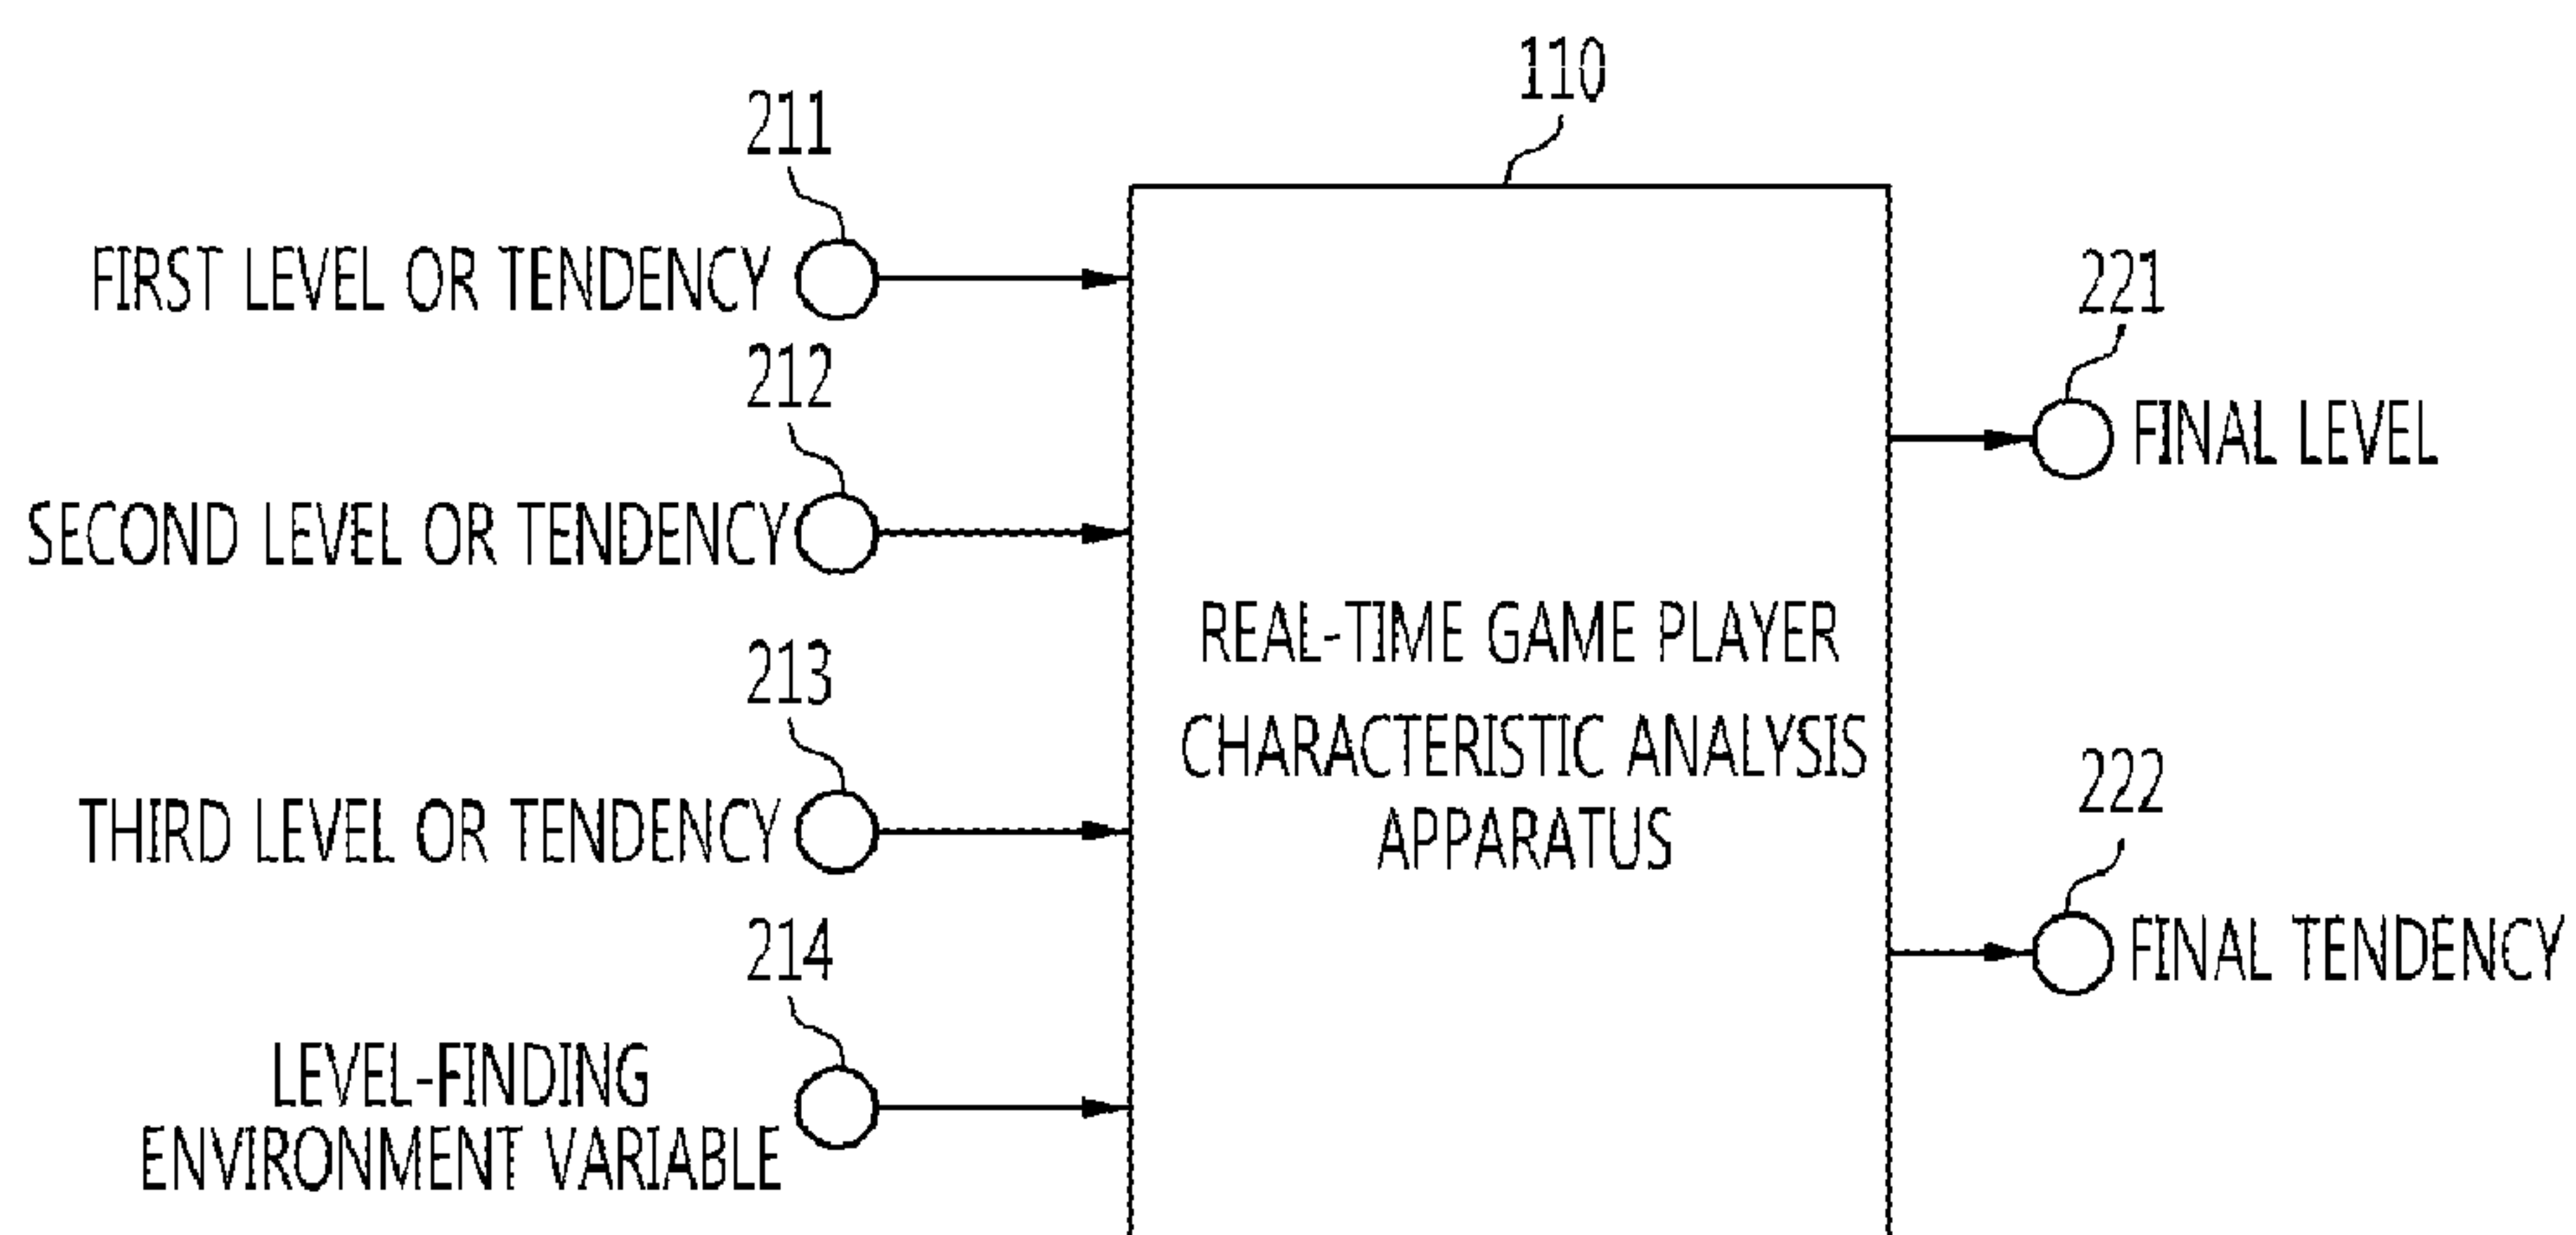 110
211
FIRST LEVEL OR TENDENCY
221
FINAL LEVEL
212
SECOND LEVEL OR TENDENCY
REAL-TIME GAME PLAYER
CHARACTERISTIC ANALYSIS
APPARATUS
213
THIRD LEVEL OR TENDENCY
222
FINAL TENDENCY
214
LEVEL-FINDING
ENVIRONMENT VARIABLE